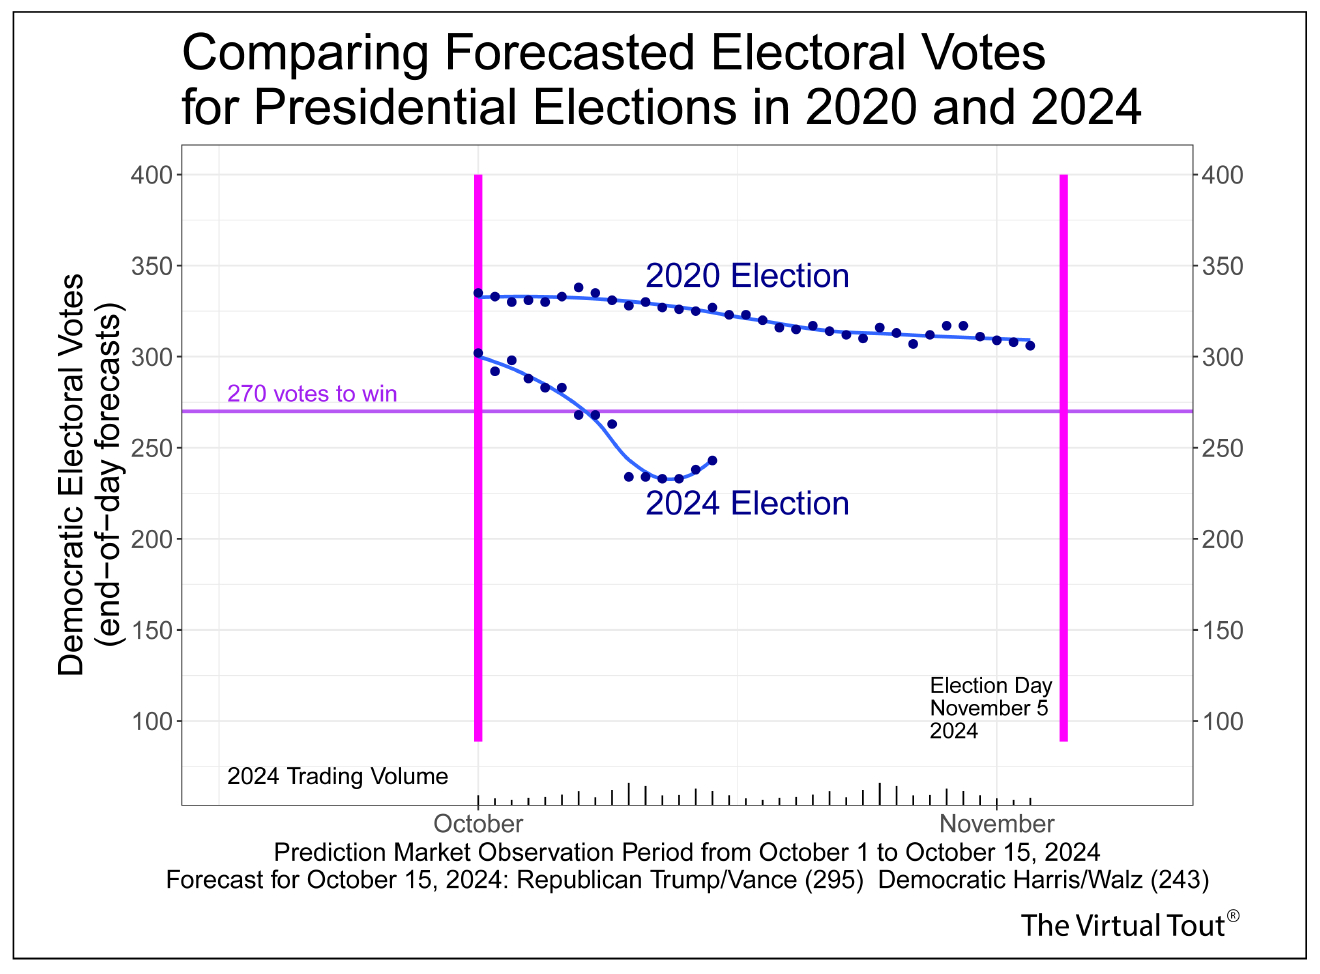 Comparing Forecasted Electoral Votes
for Presidential Elections in 2020 and 2024
Democratic Electoral Votes
(end−of−day forecasts)
400
350
300
250
200
150
100
400
350
300
250
200
150
100
2020 Election
270 votes to win
2024 Election
Election Day
November 5
2024
2024 Trading Volume
October
November
Prediction Market Observation Period from October 1 to October 15, 2024
Forecast for October 15, 2024: Republican Trump/Vance (295)  Democratic Harris/Walz (243)
The Virtual Tout®